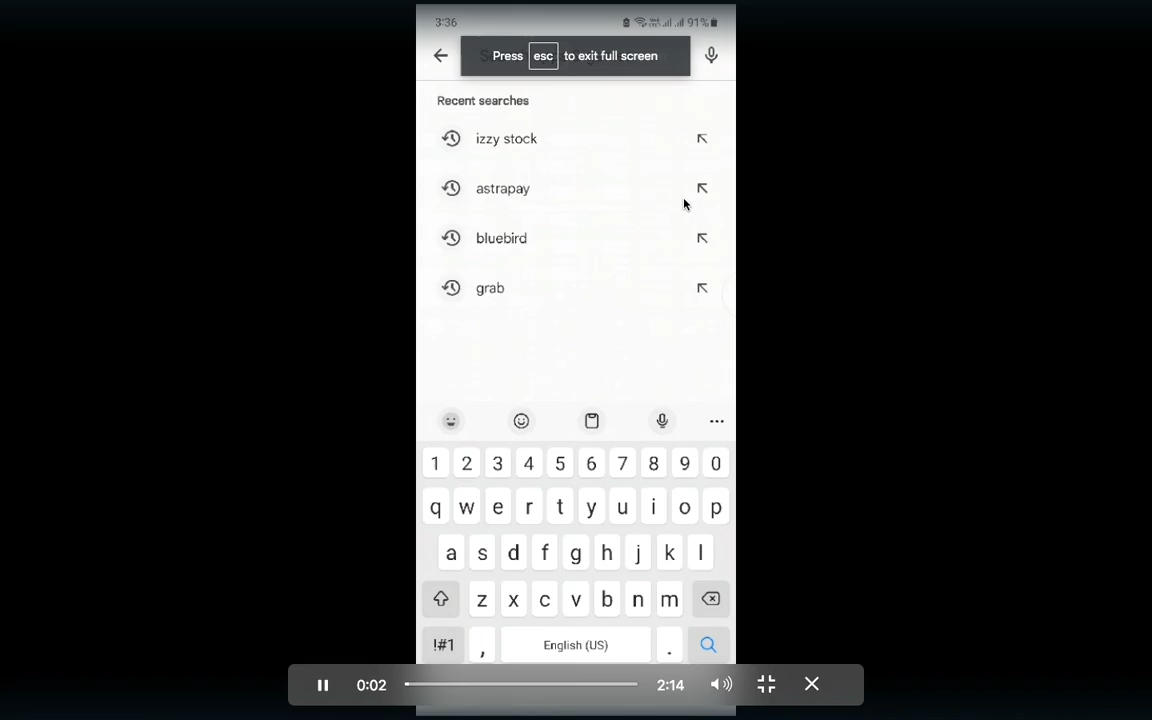 3:36 91%
Press esc to exit full screen
Recent searches
izzy stock
astrapay
bluebird
grab
1 2 3 4 5 6 7 8 9 0
q w e r t y u i o p
a s d f g h j k l
z x c v b n m
!#1 , English (US) .
0:02 2:14